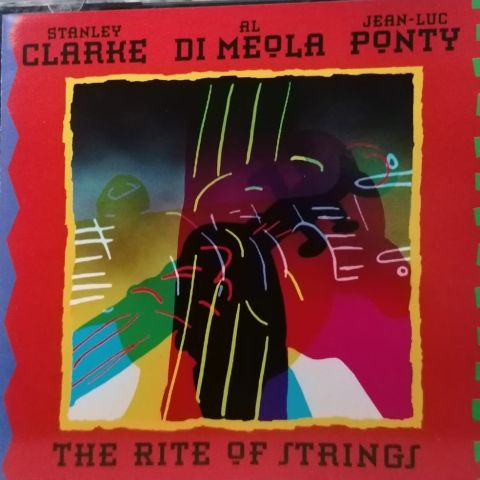 STANLEY CLARKE
AL DI MEOLA
JEAN-LUC PONTY
THE RITE OF STRINGS